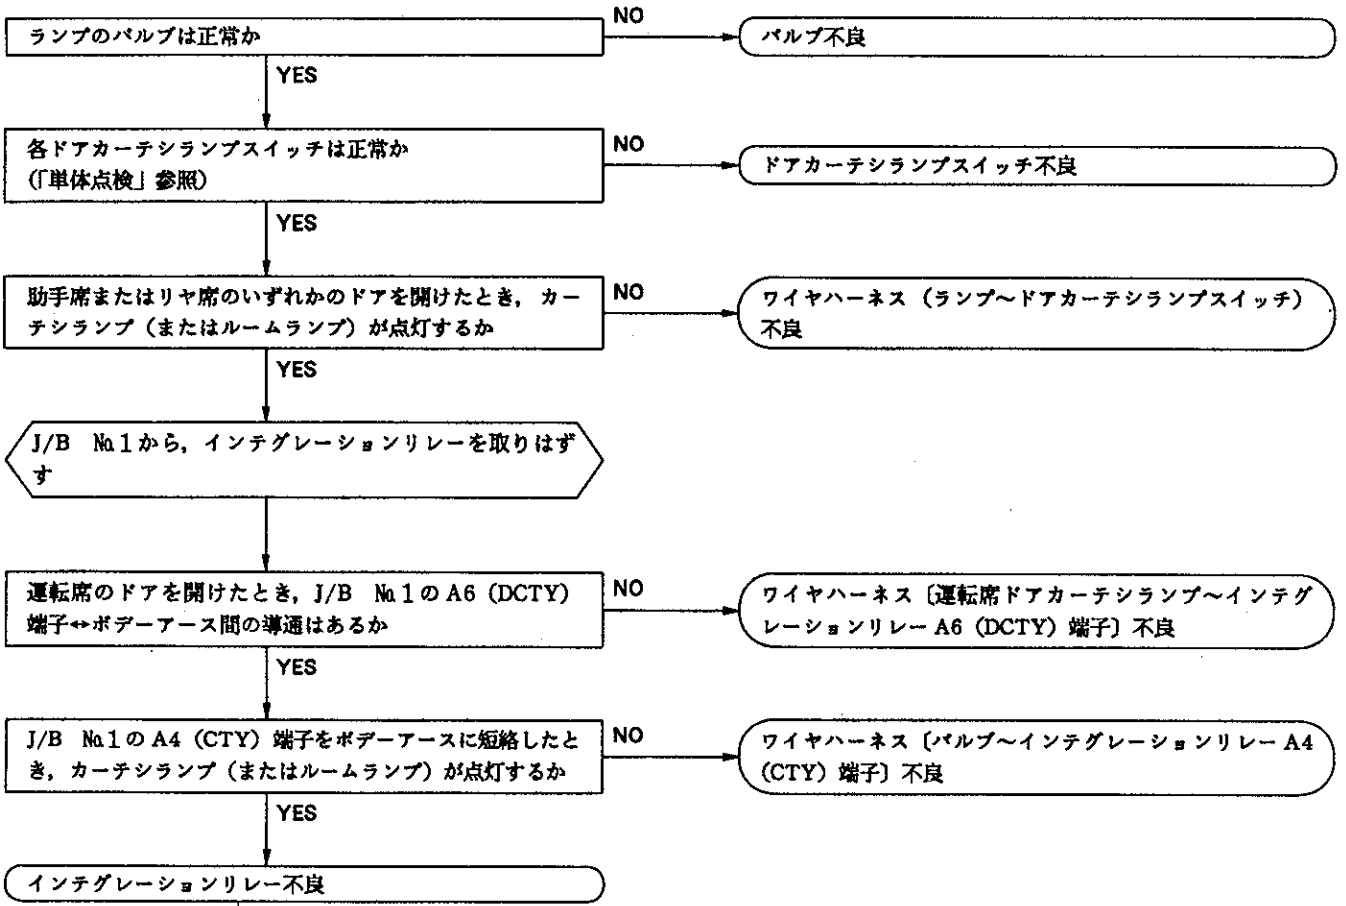 ランプのバルブは正常か
NO
バルブ不良
YES
各ドアカーテシランプスイッチは正常か
(「単体点検」参照)
NO
ドアカーテシランプスイッチ不良
YES
助手席またはリヤ席のいずれかのドアを開けたとき，カー
テシランプ（またはルームランプ）が点灯するか
NO
ワイヤハーネス（ランプ～ドアカーテシランプスイッチ）
不良
YES
J/B №1から，インテグレーションリレーを取りはず
す
運転席のドアを開けたとき，J/B №1のA6（DCTY）
端子↔ボデーアース間の導通はあるか
NO
ワイヤハーネス〔運転席ドアカーテシランプ～インテグ
レーションリレーA6（DCTY）端子〕不良
YES
J/B №1のA4（CTY）端子をボデーアースに短絡したと
き，カーテシランプ（またはルームランプ）が点灯するか
NO
ワイヤハーネス〔バルブ～インテグレーションリレーA4
（CTY）端子〕不良
YES
インテグレーションリレー不良